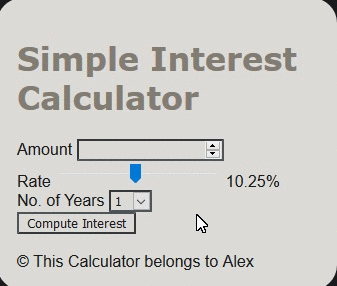 Simple Interest
Calculator
Amount
Rate 10.25%
No. of Years 1
Compute Interest
© This Calculator belongs to Alex